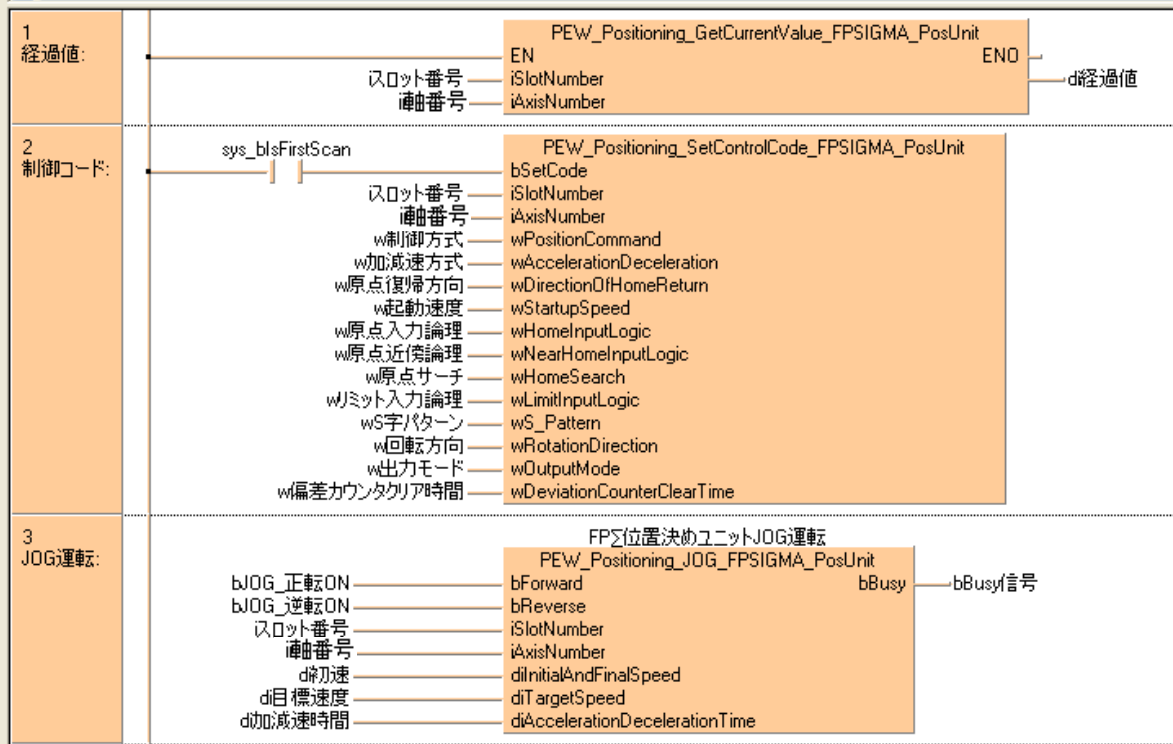 1
経過値:
PEW_Positioning_GetCurrentValue_FPSIGMA_PosUnit
EN ENO
iスロット番号 iSlotNumber di経過値
i軸番号 iAxisNumber
2
制御コード:
sys_bIsFirstScan
PEW_Positioning_SetControlCode_FPSIGMA_PosUnit
bSetCode
iスロット番号 iSlotNumber
i軸番号 iAxisNumber
w制御方式 wPositionCommand
w加減速方式 wAccelerationDeceleration
w原点復帰方向 wDirectionOfHomeReturn
w起動速度 wStartupSpeed
w原点入力論理 wHomeInputLogic
w原点近傍論理 wNearHomeInputLogic
w原点サーチ wHomeSearch
wリミット入力論理 wLimitInputLogic
wS字パターン wS_Pattern
w回転方向 wRotationDirection
w出力モード wOutputMode
w偏差カウンタクリア時間 wDeviationCounterClearTime
3
JOG運転:
FPΣ位置決めユニットJOG運転
PEW_Positioning_JOG_FPSIGMA_PosUnit
bJOG_正転ON bForward bBusy bBusy信号
bJOG_逆転ON bReverse
iスロット番号 iSlotNumber
i軸番号 iAxisNumber
di初速 diInitialAndFinalSpeed
di目標速度 diTargetSpeed
di加減速時間 diAccelerationDecelerationTime